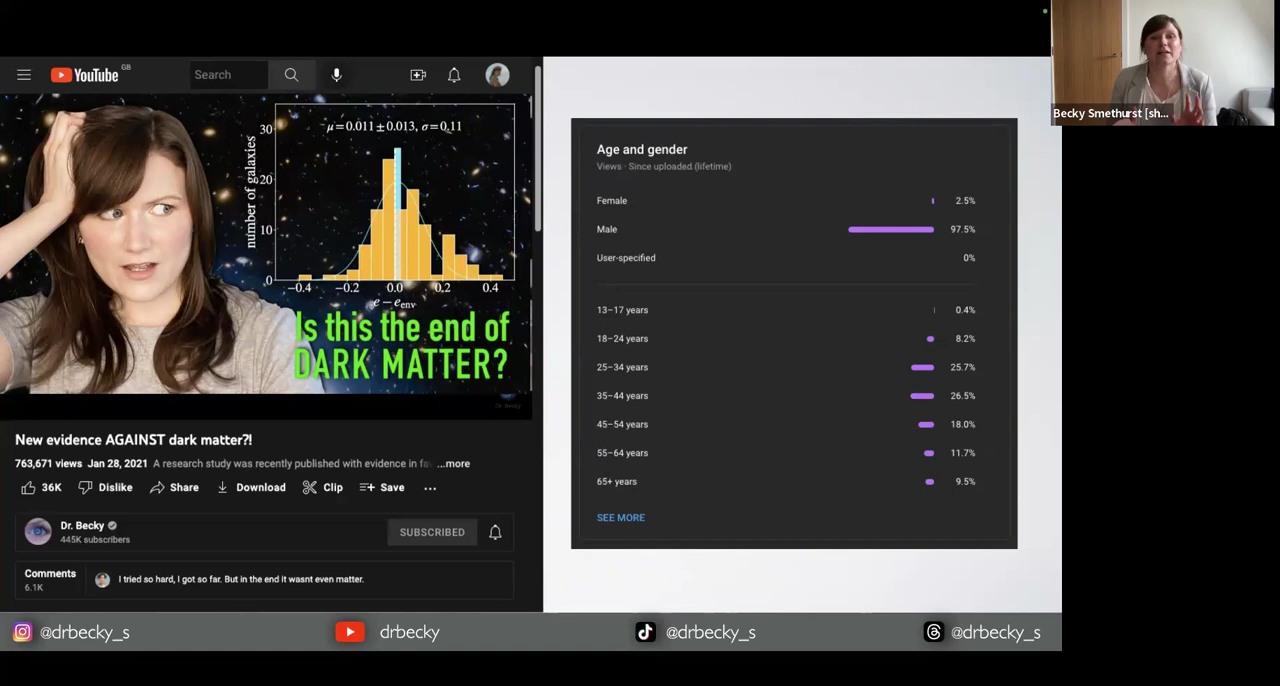 YouTube GB
Search
30
20
10
0
number of galaxies
μ = 0.011 ± 0.013, σ = 0.11
−0.4 −0.2 0.0 0.2 0.4
e − e_env
Is this the end of
DARK MATTER?
Dr. Becky
New evidence AGAINST dark matter?!
763,671 views Jan 28, 2021 A research study was recently published with evidence in ...more
36K Dislike Share Download Clip Save ...
Dr. Becky
445K subscribers
SUBSCRIBED
Comments
6.1K
I tried so hard, I got so far. But in the end it wasnt even matter.
Age and gender
Views · Since uploaded (lifetime)
Female 2.5%
Male 97.5%
User-specified 0%
13–17 years 0.4%
18–24 years 8.2%
25–34 years 25.7%
35–44 years 26.5%
45–54 years 18.0%
55–64 years 11.7%
65+ years 9.5%
SEE MORE
@drbecky_s drbecky @drbecky_s @drbecky_s
Becky Smethurst [sh...